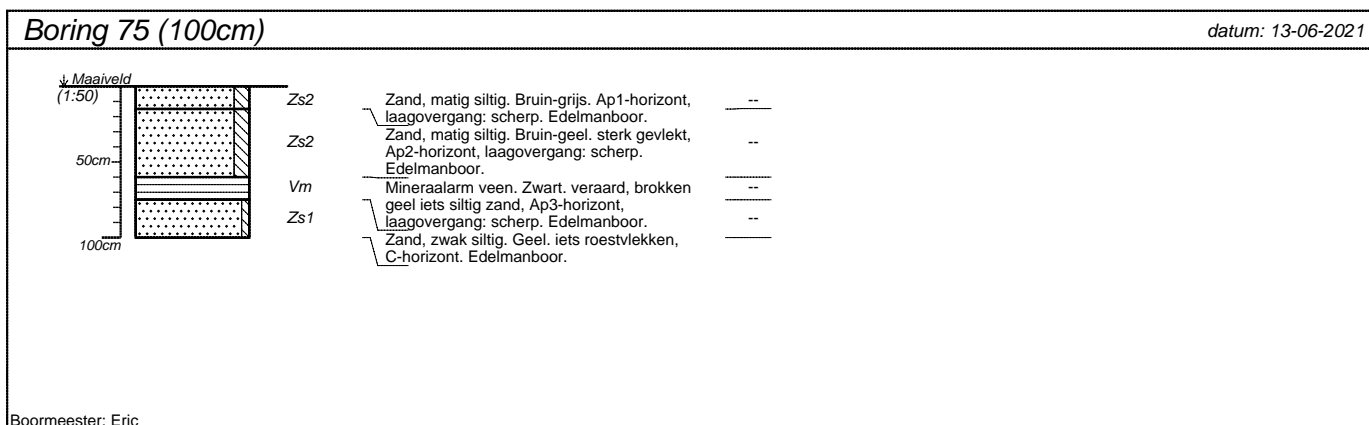 Boring 75 (100cm)
datum: 13-06-2021
Maaiveld
(1:50)
50cm
100cm
Zs2
Zand, matig siltig. Bruin-grijs. Ap1-horizont,
laagovergang: scherp. Edelmanboor.
--
Zs2
Zand, matig siltig. Bruin-geel. sterk gevlekt,
Ap2-horizont, laagovergang: scherp.
Edelmanboor.
--
Vm
Mineraalarm veen. Zwart. veraard, brokken
geel iets siltig zand, Ap3-horizont,
laagovergang: scherp. Edelmanboor.
--
Zs1
Zand, zwak siltig. Geel. iets roestvlekken,
C-horizont. Edelmanboor.
--
Boormeester: Eric